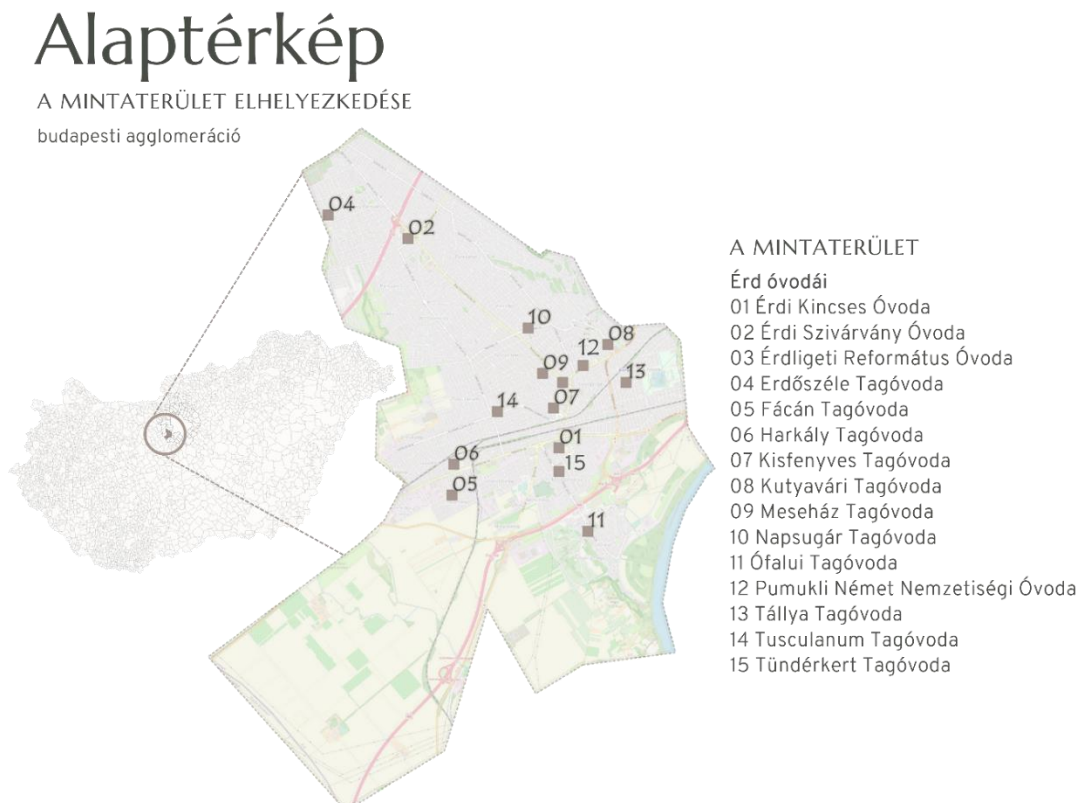 Alaptérkép
A MINTATERÜLET ELHELYEZKEDÉSE
budapesti agglomeráció
04
02
10
08
12
09
13
14
07
01
06
15
05
11
A MINTATERÜLET
Érd óvodái
01 Érdi Kincses Óvoda
02 Érdi Szivárvány Óvoda
03 Érdligeti Református Óvoda
04 Erdőszéle Tagóvoda
05 Fácán Tagóvoda
06 Harkály Tagóvoda
07 Kisfenyves Tagóvoda
08 Kutyavári Tagóvoda
09 Meseház Tagóvoda
10 Napsugár Tagóvoda
11 Ófalui Tagóvoda
12 Pumukli Német Nemzetiségi Óvoda
13 Tállya Tagóvoda
14 Tusculanum Tagóvoda
15 Tündérkert Tagóvoda